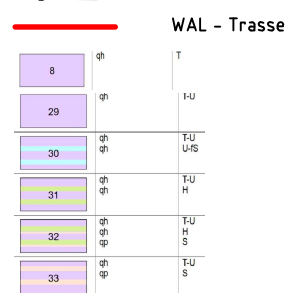 WAL - Trasse
8 qh T
29 qh T-U
30 qh T-U
qh U-fS
31 qh T-U
qh H
32 qh T-U
qh H
qp S
33 qh T-U
qp S